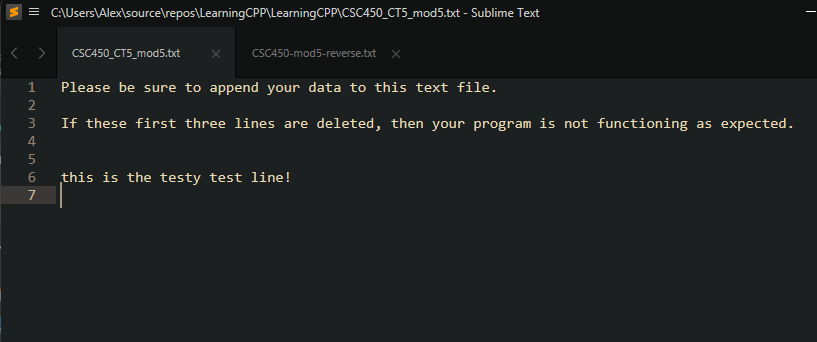 C:\Users\Alex\source\repos\LearningCPP\LearningCPP\CSC450_CT5_mod5.txt - Sublime Text
CSC450_CT5_mod5.txt CSC450-mod5-reverse.txt
1 Please be sure to append your data to this text file.
2
3 If these first three lines are deleted, then your program is not functioning as expected.
4
5
6 this is the testy test line!
7